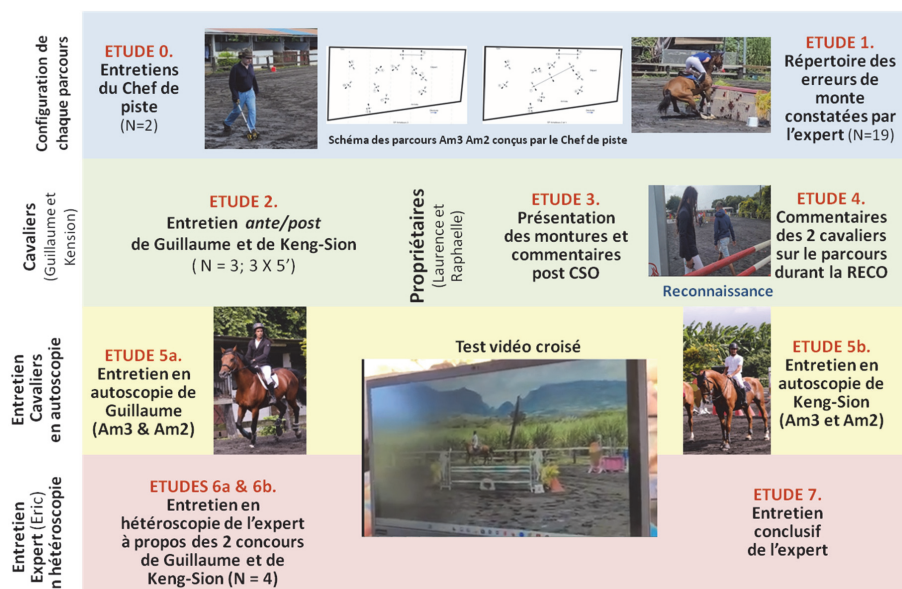 Configuration de
chaque parcours
ETUDE 0.
Entretiens
du Chef de
piste
(N=2)
Schéma des parcours Am3 Am2 conçus par le Chef de piste
ETUDE 1.
Répertoire des
erreurs de
monte
constatées par
l'expert (N=19)
Cavaliers
(Guillaume et
Kension)
ETUDE 2.
Entretien ante/post
de Guillaume et de Keng-Sion
( N = 3; 3 X 5')
Propriétaires
(Laurence et
Raphaelle)
ETUDE 3.
Présentation
des montures et
commentaires
post CSO
Reconnaissance
ETUDE 4.
Commentaires
des 2 cavaliers
sur le parcours
durant la RECO
Entretien
Cavaliers
en autoscopie
ETUDE 5a.
Entretien en
autoscopie de
Guillaume
(Am3 & Am2)
Test vidéo croisé
ETUDE 5b.
Entretien en
autoscopie de
Keng-Sion
(Am3 et Am2)
Entretien
Expert (Eric)
n hétéroscopie
ETUDES 6a & 6b.
Entretien en
hétéroscopie de l'expert
à propos des 2 concours
de Guillaume et de
Keng-Sion (N = 4)
ETUDE 7.
Entretien
conclusif
de l'expert